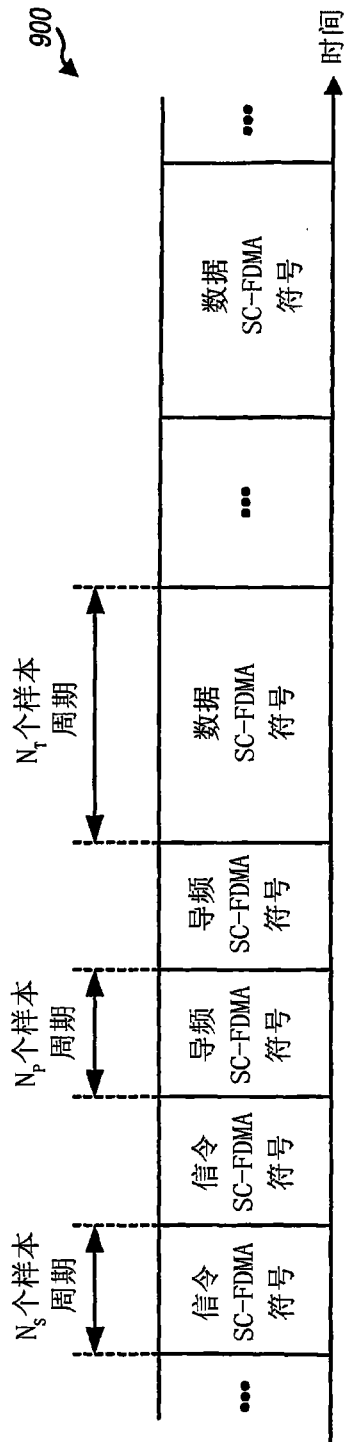 900
N_S个样本
周期
N_P个样本
周期
N_T个样本
周期
•••
信令
SC-FDMA
符号
信令
SC-FDMA
符号
导频
SC-FDMA
符号
导频
SC-FDMA
符号
数据
SC-FDMA
符号
•••
数据
SC-FDMA
符号
•••
时间